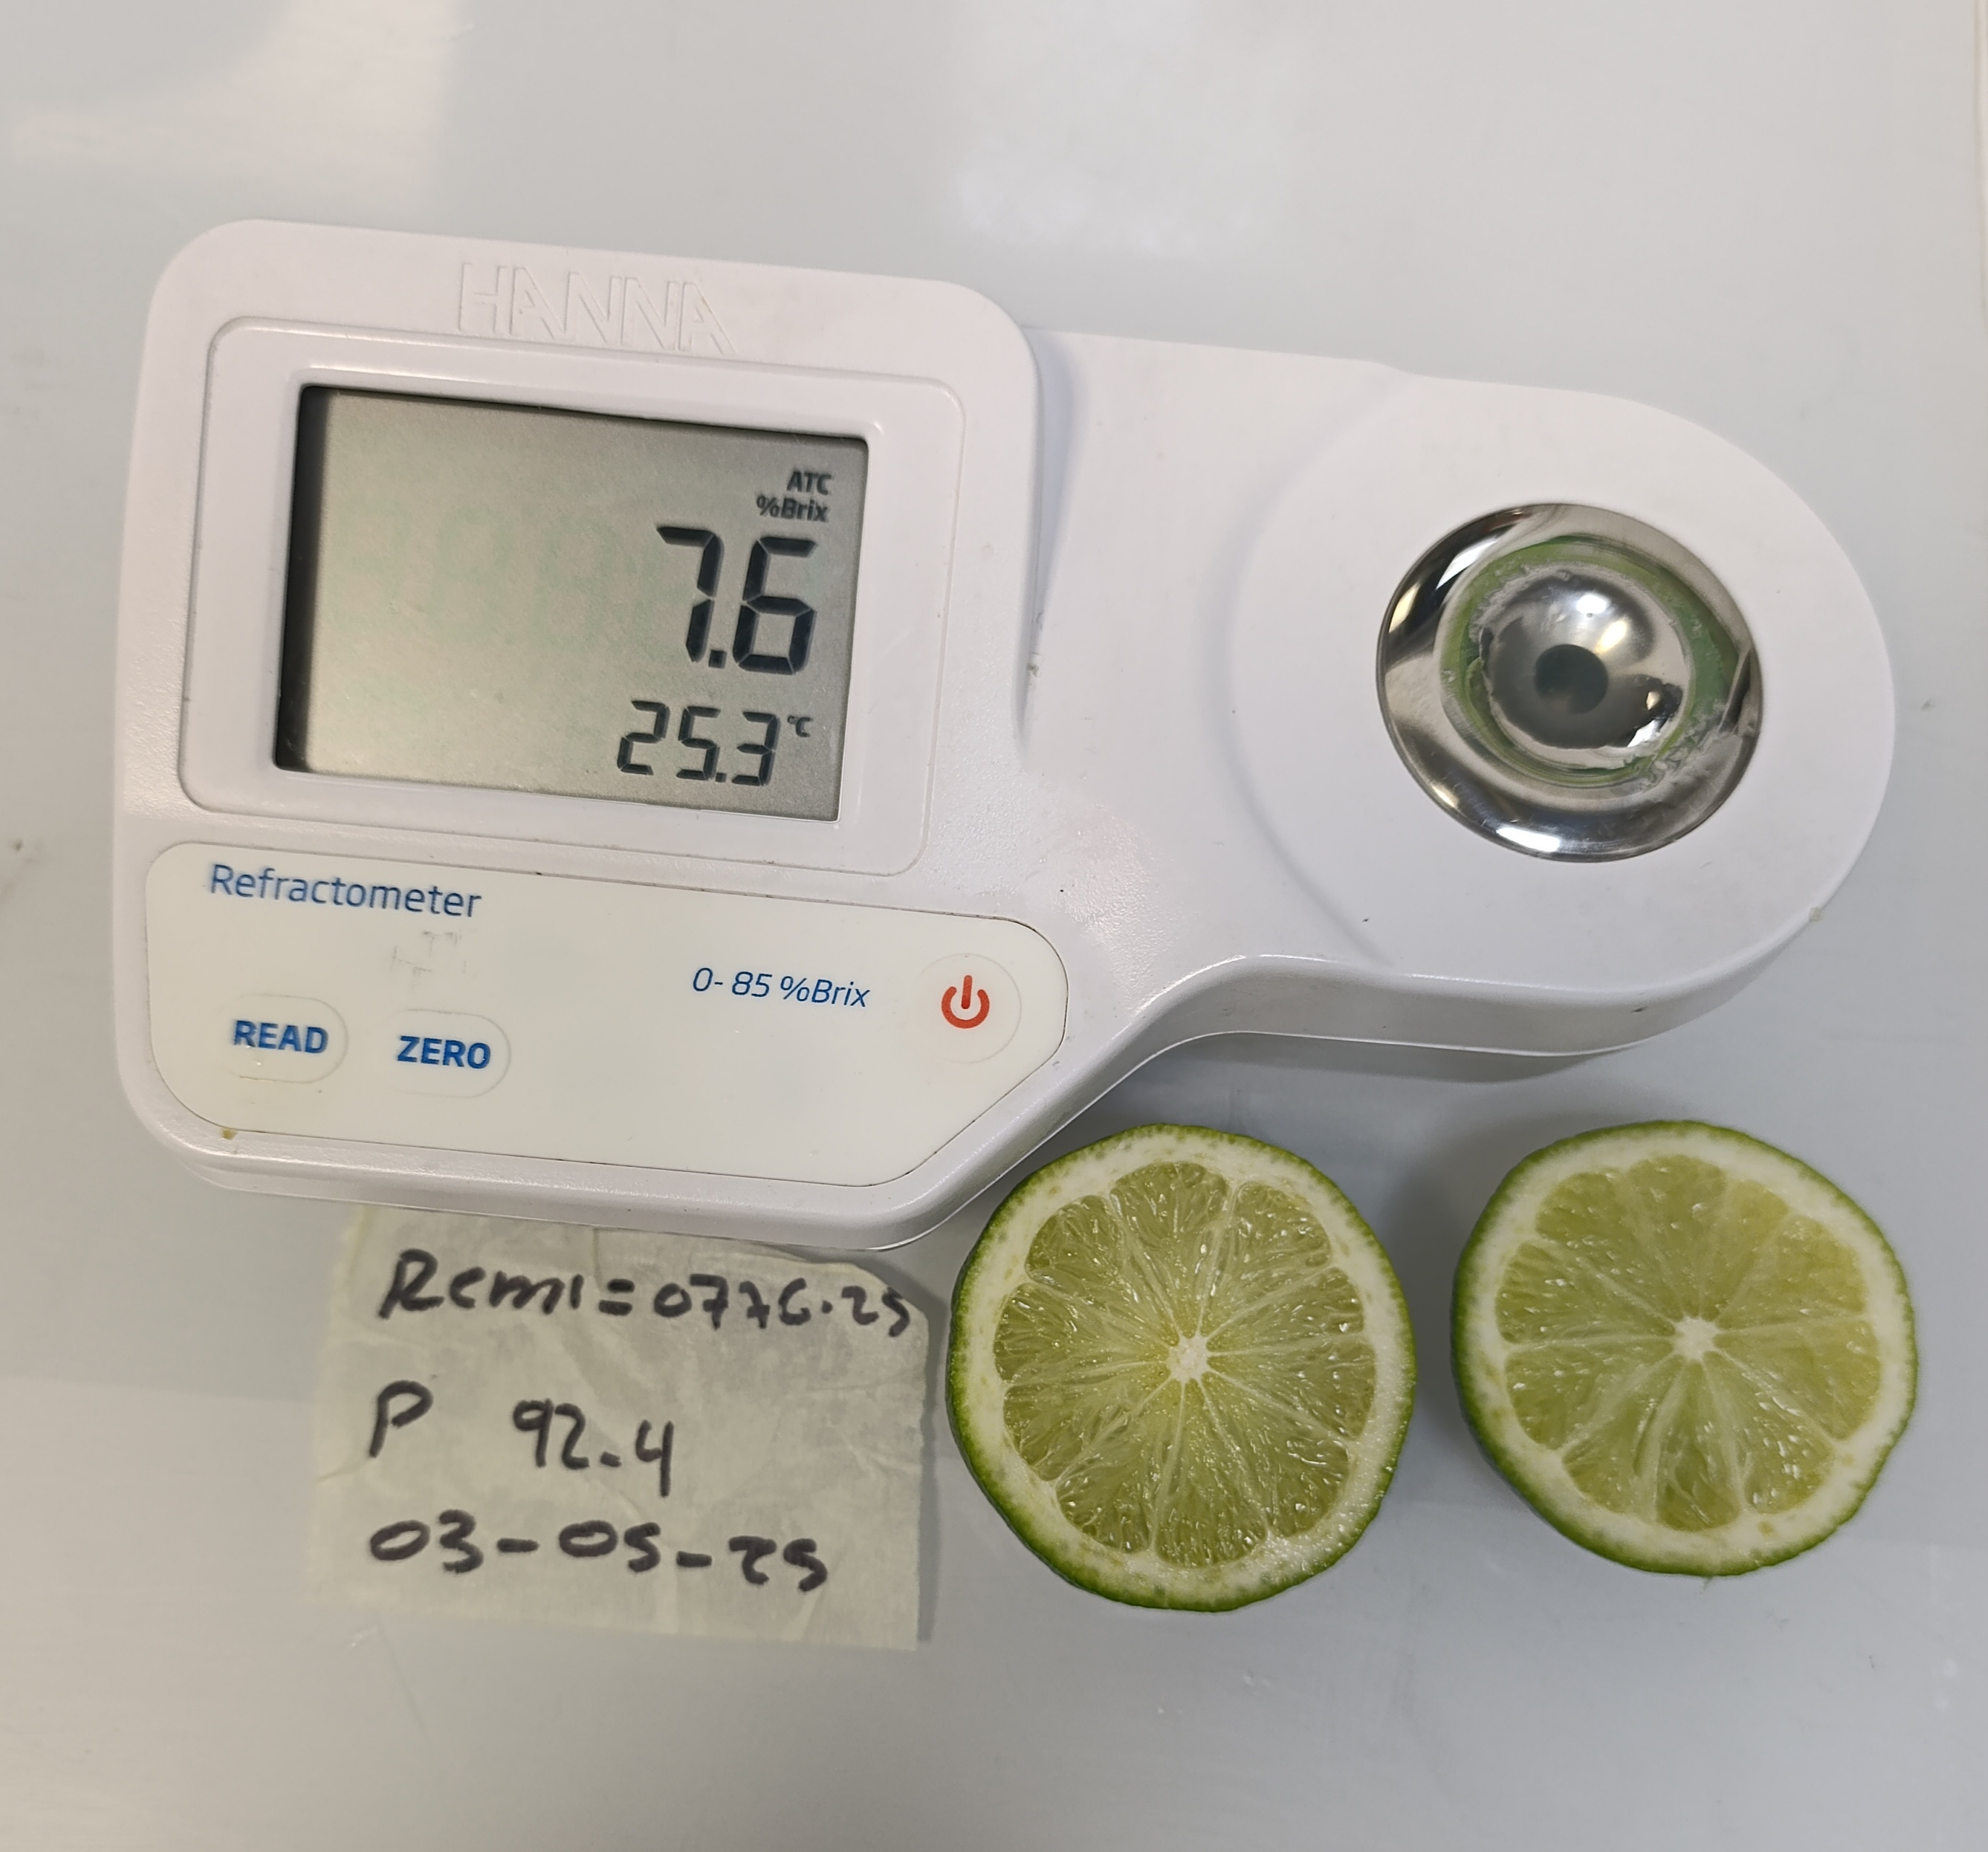 HANNA
ATC
%Brix
7.6
25.3 °C
Refractometer
0- 85 %Brix
READ
ZERO
Remi=0776.25
P 92.4
03-05-25